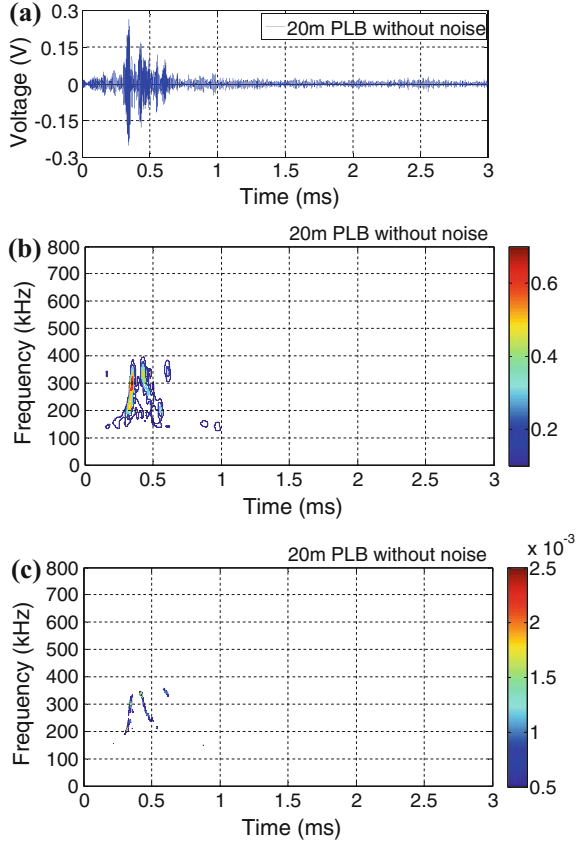 (a)
0.3
0.15
0
-0.15
-0.3
Voltage (V)
20m PLB without noise
0 0.5 1 1.5 2 2.5 3
Time (ms)
(b)
20m PLB without noise
800
700
600
500
400
300
200
100
0
Frequency (kHz)
0 0.5 1 1.5 2 2.5 3
Time (ms)
0.6
0.4
0.2
(c)
20m PLB without noise
800
700
600
500
400
300
200
100
0
Frequency (kHz)
0 0.5 1 1.5 2 2.5 3
Time (ms)
x 10⁻³
2.5
2
1.5
1
0.5